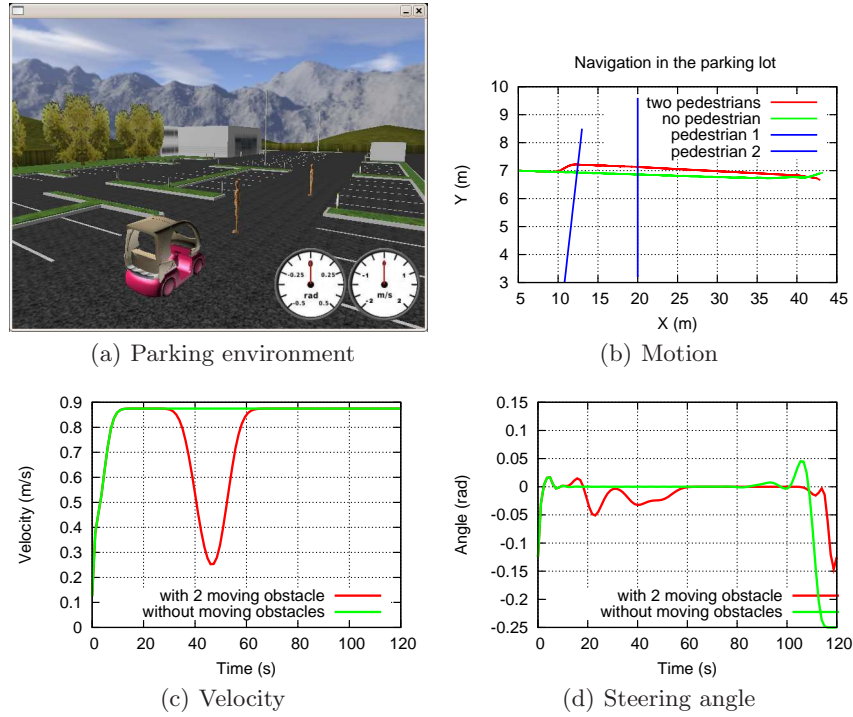 -0.25 0.25
-0.5 rad 0.5
-1 1
-2 m/s 2
(a) Parking environment
Navigation in the parking lot
10
9
8
7
6
5
4
3
Y (m)
two pedestrians
no pedestrian
pedestrian 1
pedestrian 2
5 10 15 20 25 30 35 40 45
X (m)
(b) Motion
0.9
0.8
0.7
0.6
0.5
0.4
0.3
0.2
0.1
0
Velocity (m/s)
with 2 moving obstacle
without moving obstacles
0 20 40 60 80 100 120
Time (s)
(c) Velocity
0.15
0.1
0.05
0
-0.05
-0.1
-0.15
-0.2
-0.25
Angle (rad)
with 2 moving obstacle
without moving obstacles
0 20 40 60 80 100 120
Time (s)
(d) Steering angle